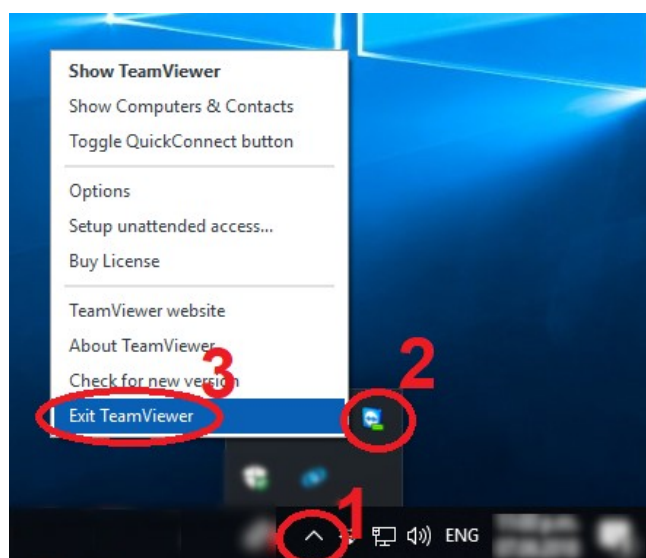 Show TeamViewer
Show Computers & Contacts
Toggle QuickConnect button
Options
Setup unattended access...
Buy License
TeamViewer website
About TeamViewer
3
2
Check for new version
Exit TeamViewer
1
ENG